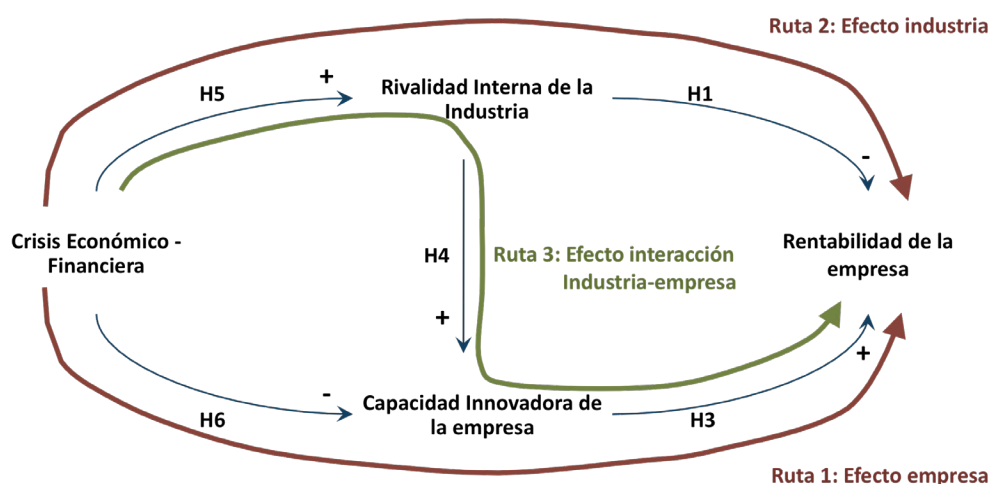 Ruta 2: Efecto industria
+
H5
Rivalidad Interna de la
Industria
H1
-
Crisis Económico -
Financiera
H4
Ruta 3: Efecto interacción
Industria-empresa
Rentabilidad de la
empresa
+
+
-
Capacidad Innovadora de
la empresa
H6
H3
Ruta 1: Efecto empresa